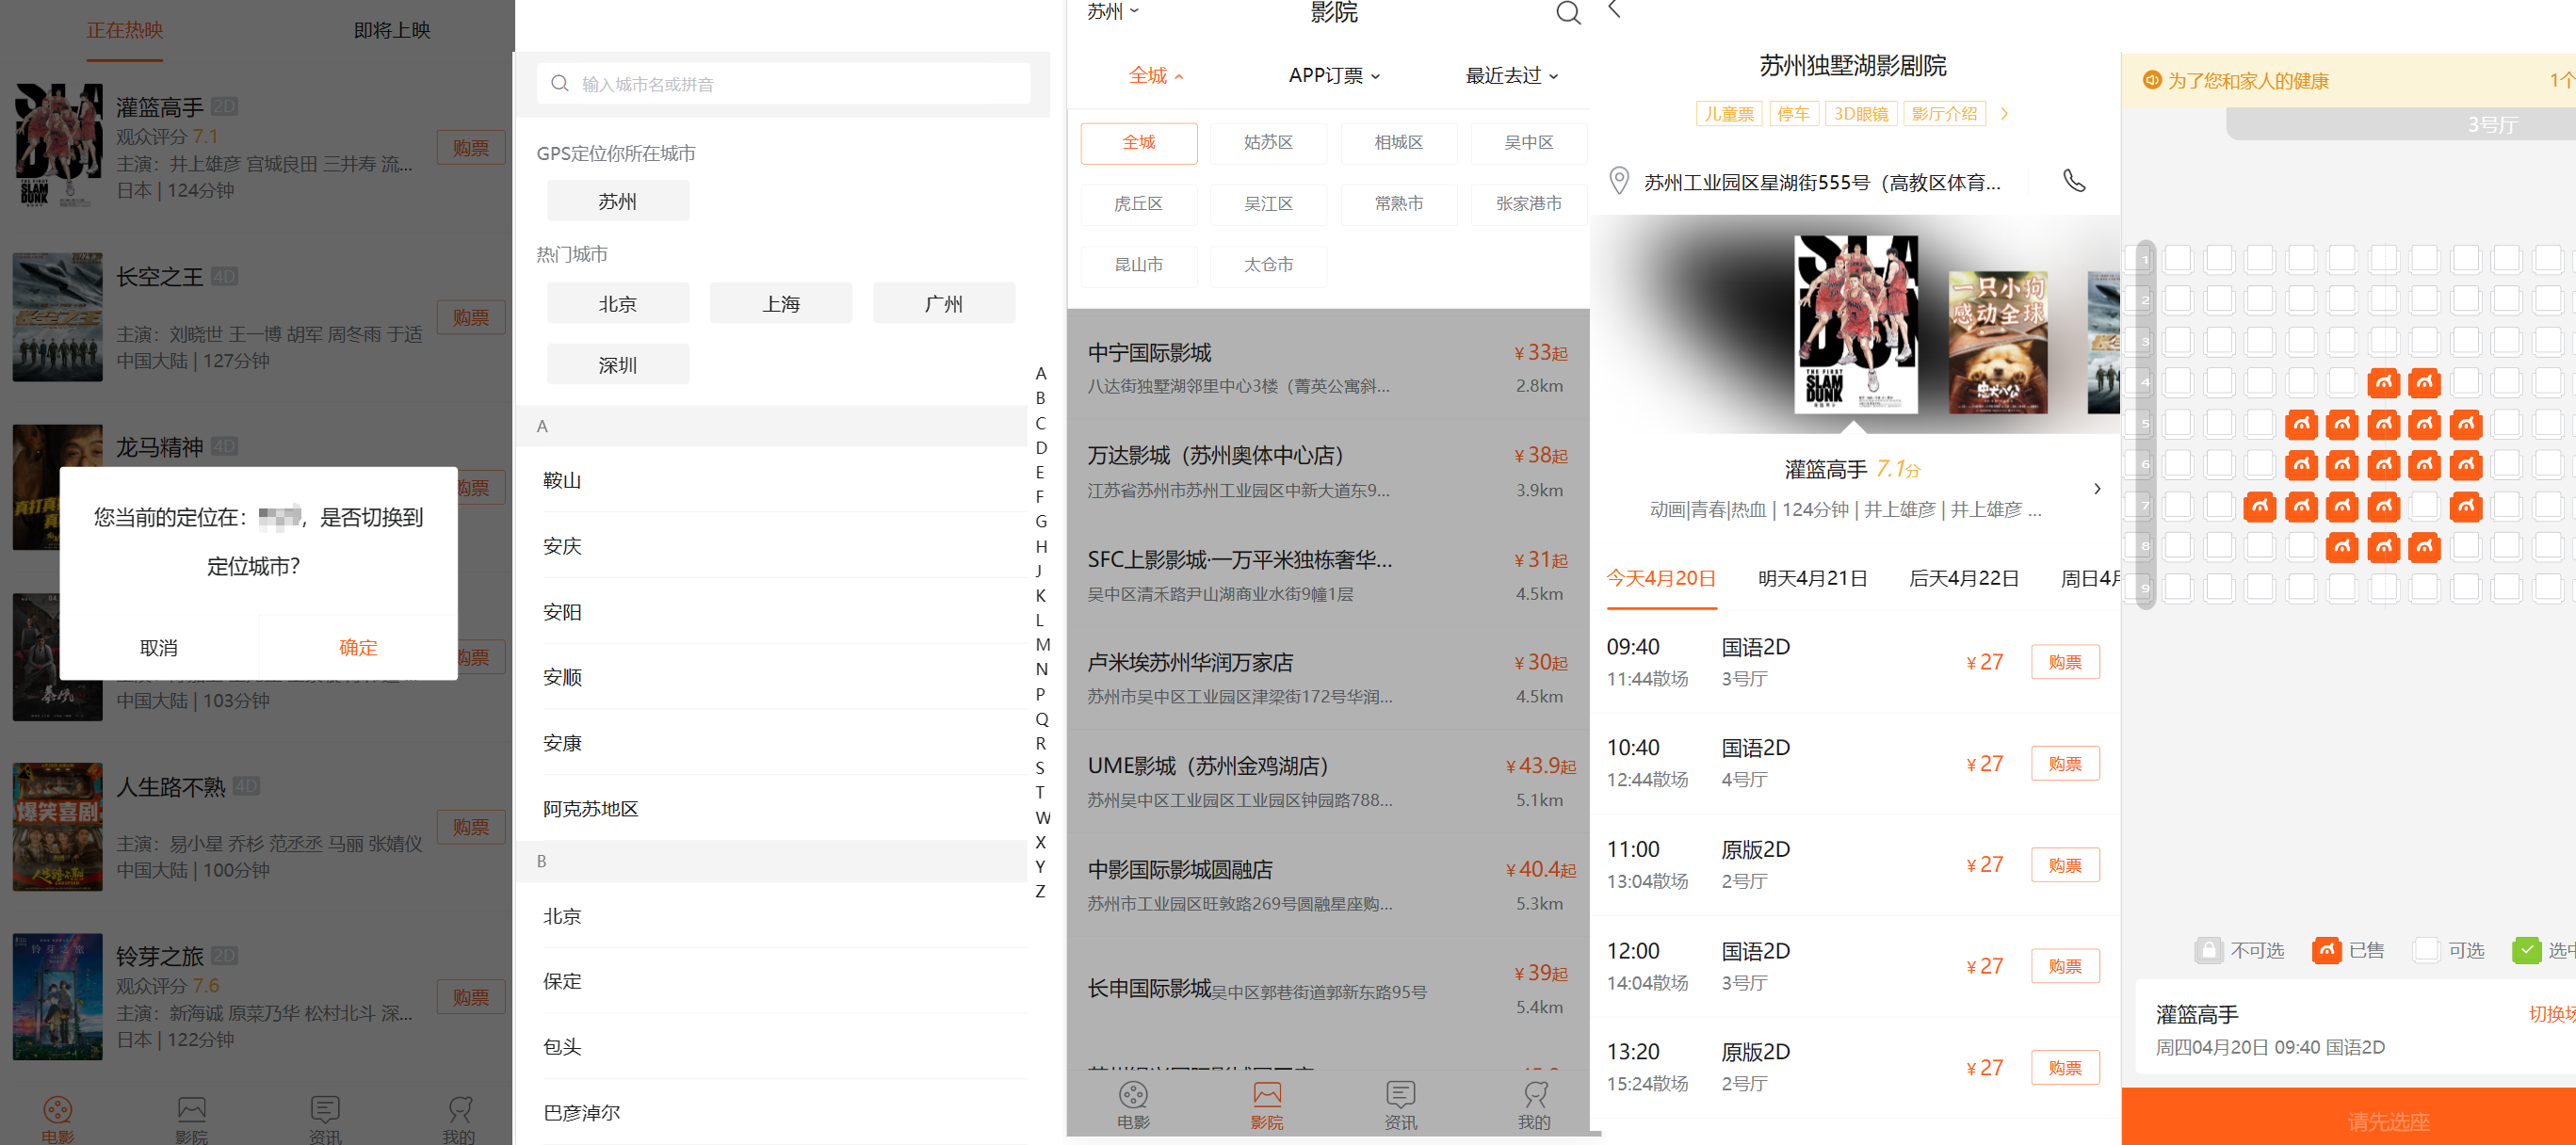 正在热映
即将上映
灌篮高手 2D
观众评分 7.1
主演：井上雄彦 宫城良田 三井寿 流...
日本 | 124分钟
购票
THE FIRST
SLAM
DUNK
长空之王 4D
主演：刘晓世 王一博 胡军 周冬雨 于适
中国大陆 | 127分钟
购票
长空之王
龙马精神 4D
购票
您当前的定位在：
，是否切换到
定位城市?
取消
确定
购票
中国大陆 | 103分钟
人生路不熟 4D
主演：易小星 乔杉 范丞丞 马丽 张婧仪
中国大陆 | 100分钟
购票
爆笑喜剧
铃芽之旅 2D
观众评分 7.6
主演：新海诚 原菜乃华 松村北斗 深...
日本 | 122分钟
购票
铃芽之旅
电影
影院
资讯
我的
输入城市名或拼音
GPS定位你所在城市
苏州
热门城市
北京
上海
广州
深圳
A
鞍山
安庆
安阳
安顺
安康
阿克苏地区
B
北京
保定
包头
巴彦淖尔
A
B
C
D
E
F
G
H
J
K
L
M
N
P
Q
R
S
T
W
X
Y
Z
苏州
影院
全城
APP订票
最近去过
全城
姑苏区
相城区
吴中区
虎丘区
吴江区
常熟市
张家港市
昆山市
太仓市
中宁国际影城
¥ 33起
八达街独墅湖邻里中心3楼（菁英公寓斜...
2.8km
万达影城（苏州奥体中心店）
¥ 38起
江苏省苏州市苏州工业园区中新大道东9...
3.9km
SFC上影影城·一万平米独栋奢华...
¥ 31起
吴中区清禾路尹山湖商业水街9幢1层
4.5km
卢米埃苏州华润万家店
¥ 30起
苏州市吴中区工业园区津梁街172号华润...
4.5km
UME影城（苏州金鸡湖店）
¥ 43.9起
苏州吴中区工业园区工业园区钟园路788...
5.1km
中影国际影城圆融店
¥ 40.4起
苏州市工业园区旺敦路269号圆融星座购...
5.3km
长申国际影城吴中区郭巷街道郭新东路95号
¥ 39起
5.4km
电影
影院
资讯
我的
苏州独墅湖影剧院
儿童票
停车
3D眼镜
影厅介绍
苏州工业园区星湖街555号（高教区体育...
THE FIRST
SLAM
DUNK
一只小狗
感动全球
忠犬八公
灌篮高手 7.1分
动画|青春|热血 | 124分钟 | 井上雄彦 | 井上雄彦 ...
今天4月20日
明天4月21日
后天4月22日
周日4月
09:40
国语2D
11:44散场
3号厅
¥ 27
购票
10:40
国语2D
12:44散场
4号厅
¥ 27
购票
11:00
原版2D
13:04散场
2号厅
¥ 27
购票
12:00
国语2D
14:04散场
3号厅
¥ 27
购票
13:20
原版2D
15:24散场
2号厅
¥ 27
购票
为了您和家人的健康
1个
3号厅
1
2
3
4
5
6
7
8
9
不可选
已售
可选
选中
灌篮高手
切换场
周四04月20日 09:40 国语2D
请先选座